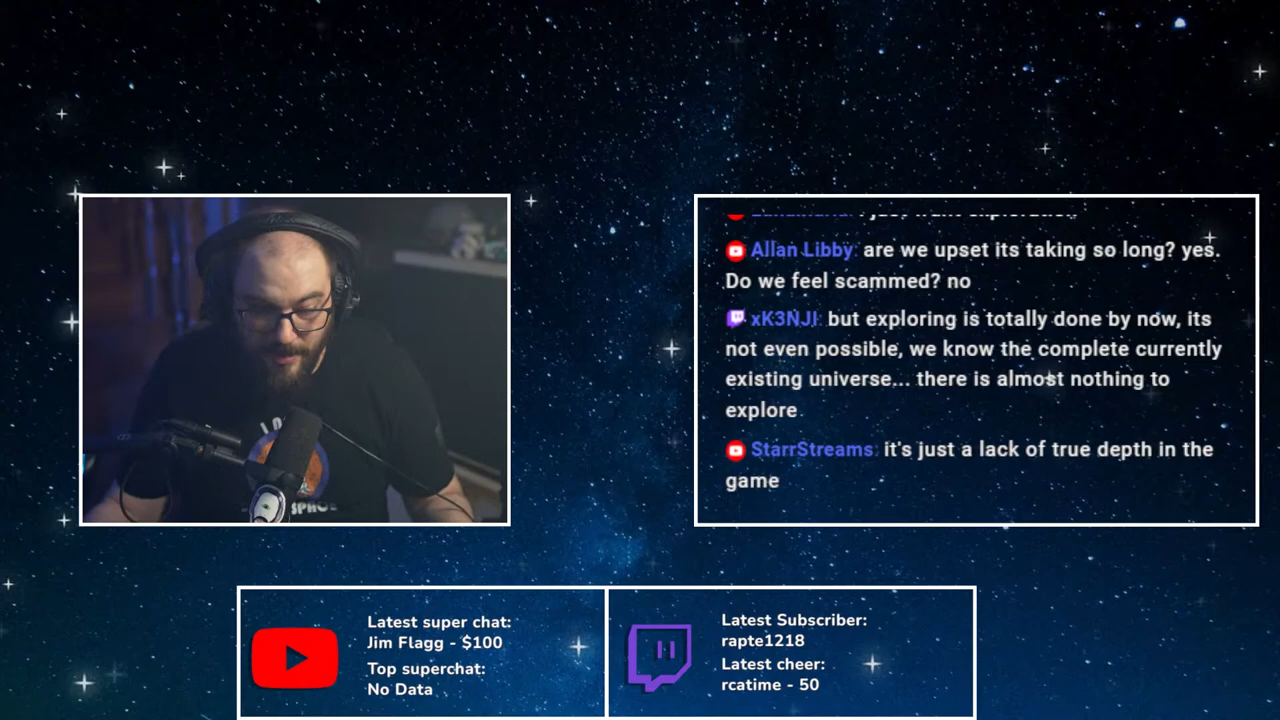 Allan Libby: are we upset its taking so long? yes.
Do we feel scammed? no
xK3NJI: but exploring is totally done by now, its
not even possible, we know the complete currently
existing universe... there is almost nothing to
explore
StarrStreams: it's just a lack of true depth in the
game
Latest super chat:
Jim Flagg - $100
Top superchat:
No Data
Latest Subscriber:
rapte1218
Latest cheer:
rcatime - 50